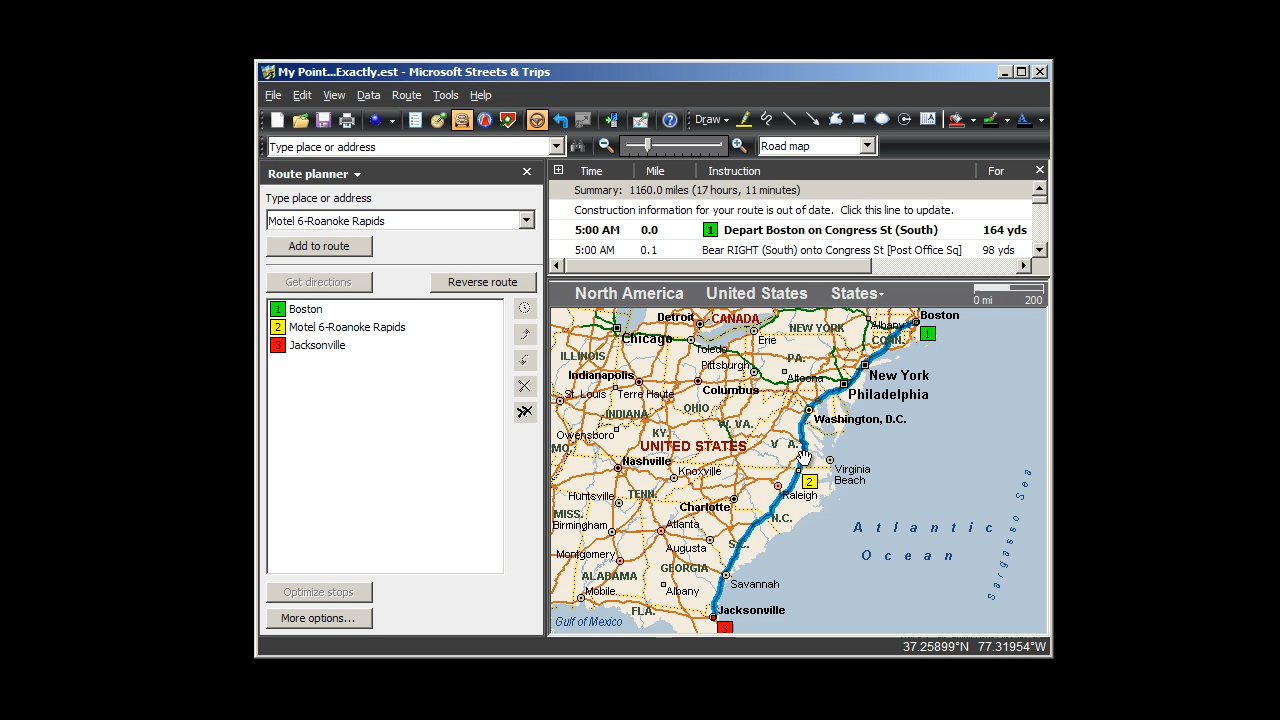 My Point...Exactly.est - Microsoft Streets & Trips
File Edit View Data Route Tools Help
Draw
Type place or address
Road map
Route planner
Type place or address
Motel 6-Roanoke Rapids
Add to route
Get directions
Reverse route
1 Boston
2 Motel 6-Roanoke Rapids
3 Jacksonville
Optimize stops
More options...
Time Mile Instruction For
Summary: 1160.0 miles (17 hours, 11 minutes)
Construction information for your route is out of date. Click this line to update.
5:00 AM 0.0 1 Depart Boston on Congress St (South) 164 yds
5:00 AM 0.1 Bear RIGHT (South) onto Congress St [Post Office Sq] 98 yds
North America United States States
0 mi 200
Detroit
CANADA
Boston
NEW YORK
Albany
1
Chicago
Erie
CONN.
Toledo
ILLINOIS
PA.
Pittsburgh
Indianapolis
Altoona
New York
Columbus
St. Louis
Terre Haute
Philadelphia
OHIO
INDIANA
Washington, D.C.
W. VA.
Owensboro
KY.
UNITED STATES
V A.
MO.
Nashville
Knoxville
Virginia
Beach
2
Huntsville
TENN.
Raleigh
Charlotte
MISS.
N.C.
Birmingham
Atlanta
Atlantic
Ocean
Sargasso Sea
S.C.
Augusta
Montgomery
GEORGIA
ALABAMA
Savannah
Mobile
Albany
FLA.
Jacksonville
Gulf of Mexico
3
37.25899°N 77.31954°W